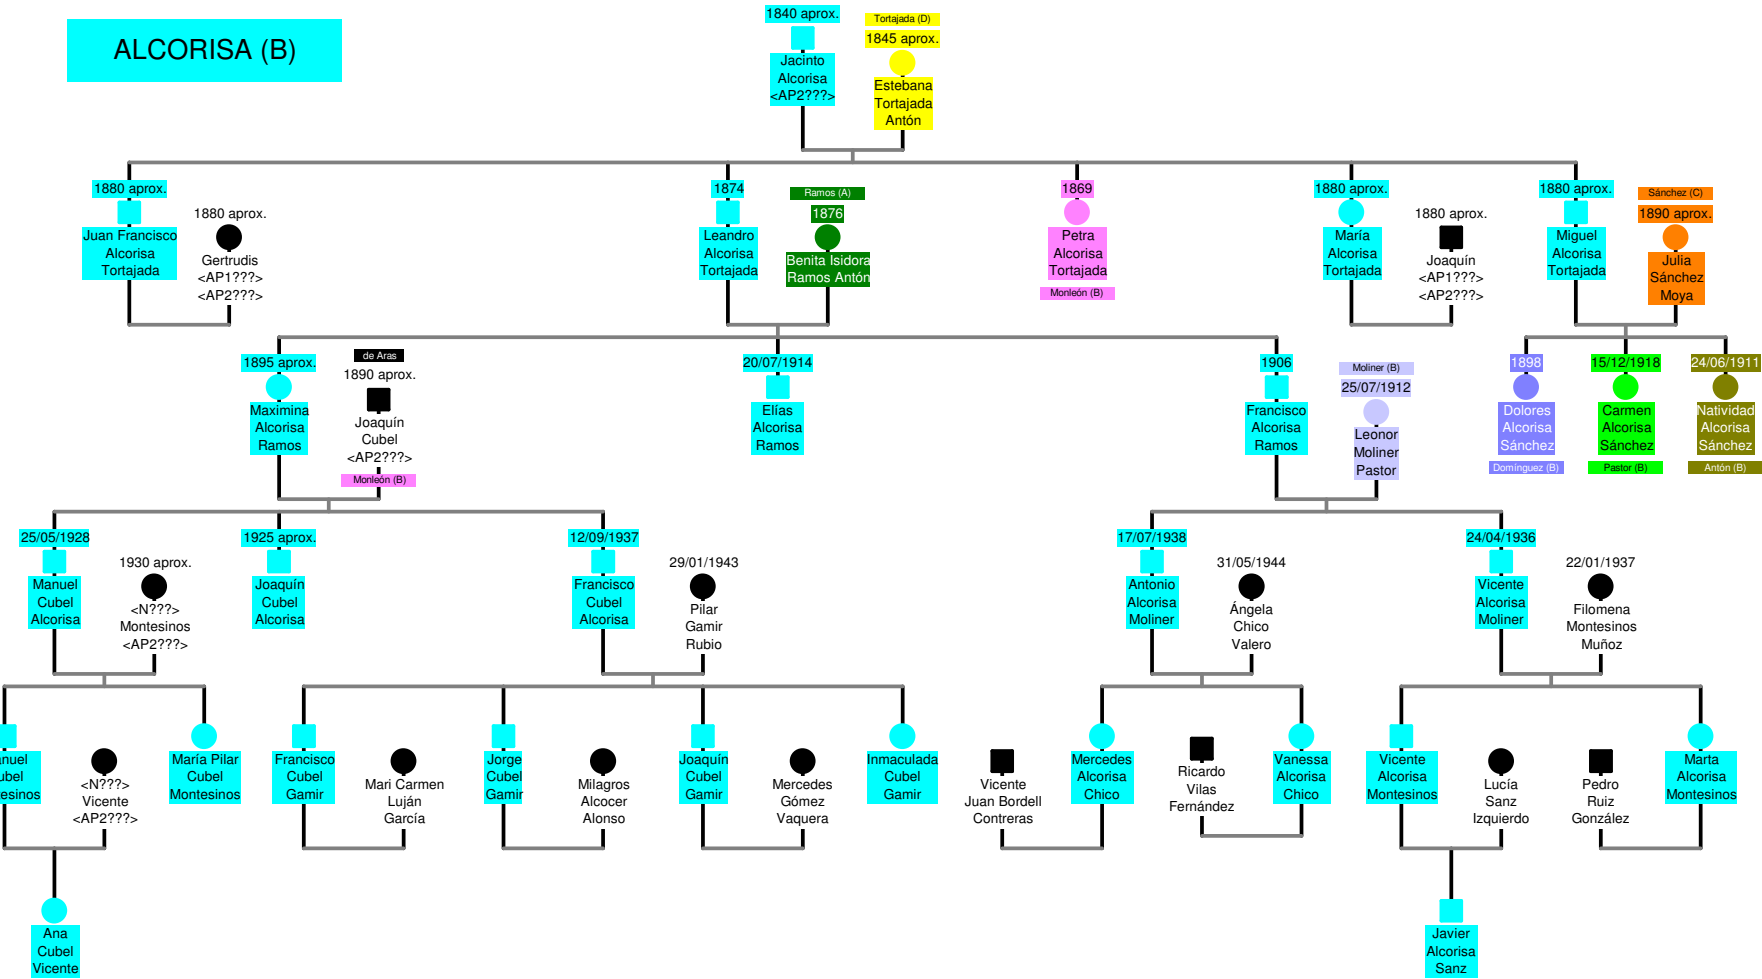 ALCORISA (B)
1840 aprox.
Jacinto
Alcorisa
<AP2???>
Tortajada (D)
1845 aprox.
Estebana
Tortajada
Antón
1880 aprox.
Juan Francisco
Alcorisa
Tortajada
1880 aprox.
Gertrudis
<AP1???>
<AP2???>
1874
Leandro
Alcorisa
Tortajada
Ramos (A)
1876
Benita Isidora
Ramos Antón
1869
Petra
Alcorisa
Tortajada
Monleón (B)
1880 aprox.
María
Alcorisa
Tortajada
1880 aprox.
Joaquín
<AP1???>
<AP2???>
1880 aprox.
Miguel
Alcorisa
Tortajada
Sánchez (C)
1890 aprox.
Julia
Sánchez
Moya
1895 aprox.
Maximina
Alcorisa
Ramos
de Aras
1890 aprox.
Joaquín
Cubel
<AP2???>
Monleón (B)
20/07/1914
Elías
Alcorisa
Ramos
1906
Francisco
Alcorisa
Ramos
Moliner (B)
25/07/1912
Leonor
Moliner
Pastor
1898
Dolores
Alcorisa
Sánchez
Domínguez (B)
15/12/1918
Carmen
Alcorisa
Sánchez
Pastor (B)
24/06/1911
Natividad
Alcorisa
Sánchez
Antón (B)
25/05/1928
Manuel
Cubel
Alcorisa
1930 aprox.
<N???>
Montesinos
<AP2???>
1925 aprox.
Joaquín
Cubel
Alcorisa
12/09/1937
Francisco
Cubel
Alcorisa
29/01/1943
Pilar
Gamir
Rubio
17/07/1938
Antonio
Alcorisa
Moliner
31/05/1944
Ángela
Chico
Valero
24/04/1936
Vicente
Alcorisa
Moliner
22/01/1937
Filomena
Montesinos
Muñoz
anuel
ubel
esinos
<N???>
Vicente
<AP2???>
María Pilar
Cubel
Montesinos
Francisco
Cubel
Gamir
Mari Carmen
Luján
García
Jorge
Cubel
Gamir
Milagros
Alcocer
Alonso
Joaquín
Cubel
Gamir
Mercedes
Gómez
Vaquera
Inmaculada
Cubel
Gamir
Vicente
Juan Bordell
Contreras
Mercedes
Alcorisa
Chico
Ricardo
Vilas
Fernández
Vanessa
Alcorisa
Chico
Vicente
Alcorisa
Montesinos
Lucía
Sanz
Izquierdo
Pedro
Ruiz
González
Marta
Alcorisa
Montesinos
Ana
Cubel
Vicente
Javier
Alcorisa
Sanz